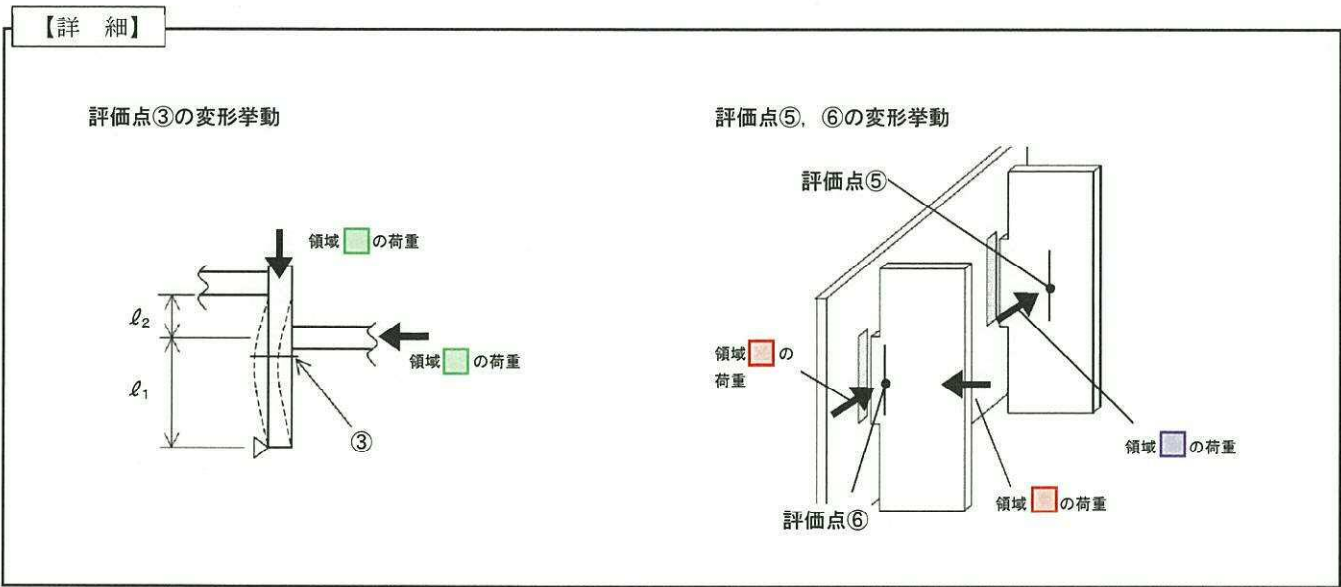 【詳 細】
評価点③の変形挙動
領域の荷重
ℓ₂
領域の荷重
ℓ₁
③
評価点⑤, ⑥の変形挙動
評価点⑤
領域の
荷重
領域の荷重
領域の荷重
評価点⑥